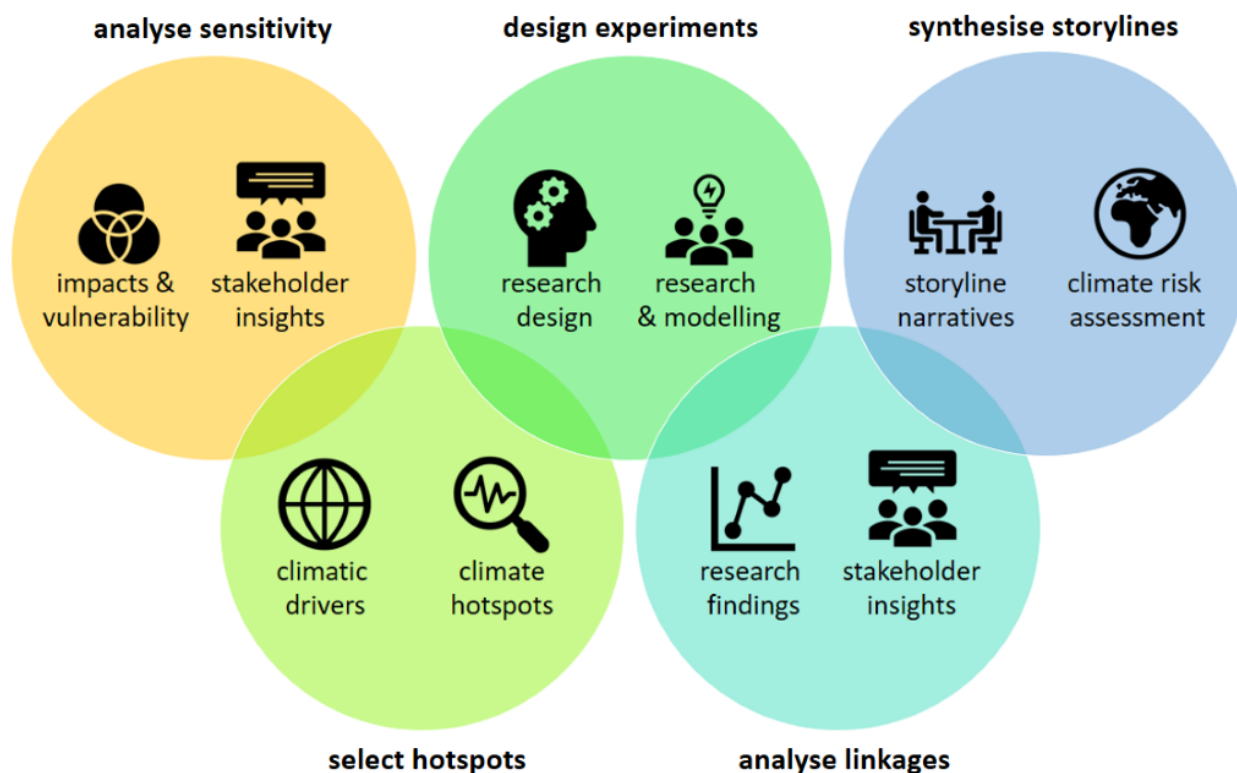 analyse sensitivity
design experiments
synthesise storylines
impacts &
vulnerability
stakeholder
insights
research
design
research
& modelling
storyline
narratives
climate risk
assessment
climatic
drivers
climate
hotspots
research
findings
stakeholder
insights
select hotspots
analyse linkages